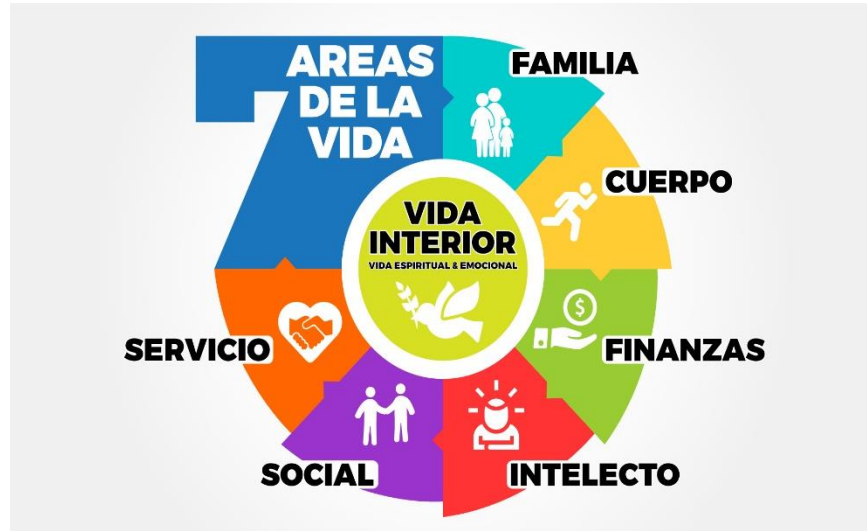 7
AREAS
DE LA
VIDA
FAMILIA
CUERPO
VIDA
INTERIOR
VIDA ESPIRITUAL & EMOCIONAL
$
FINANZAS
SERVICIO
SOCIAL
INTELECTO